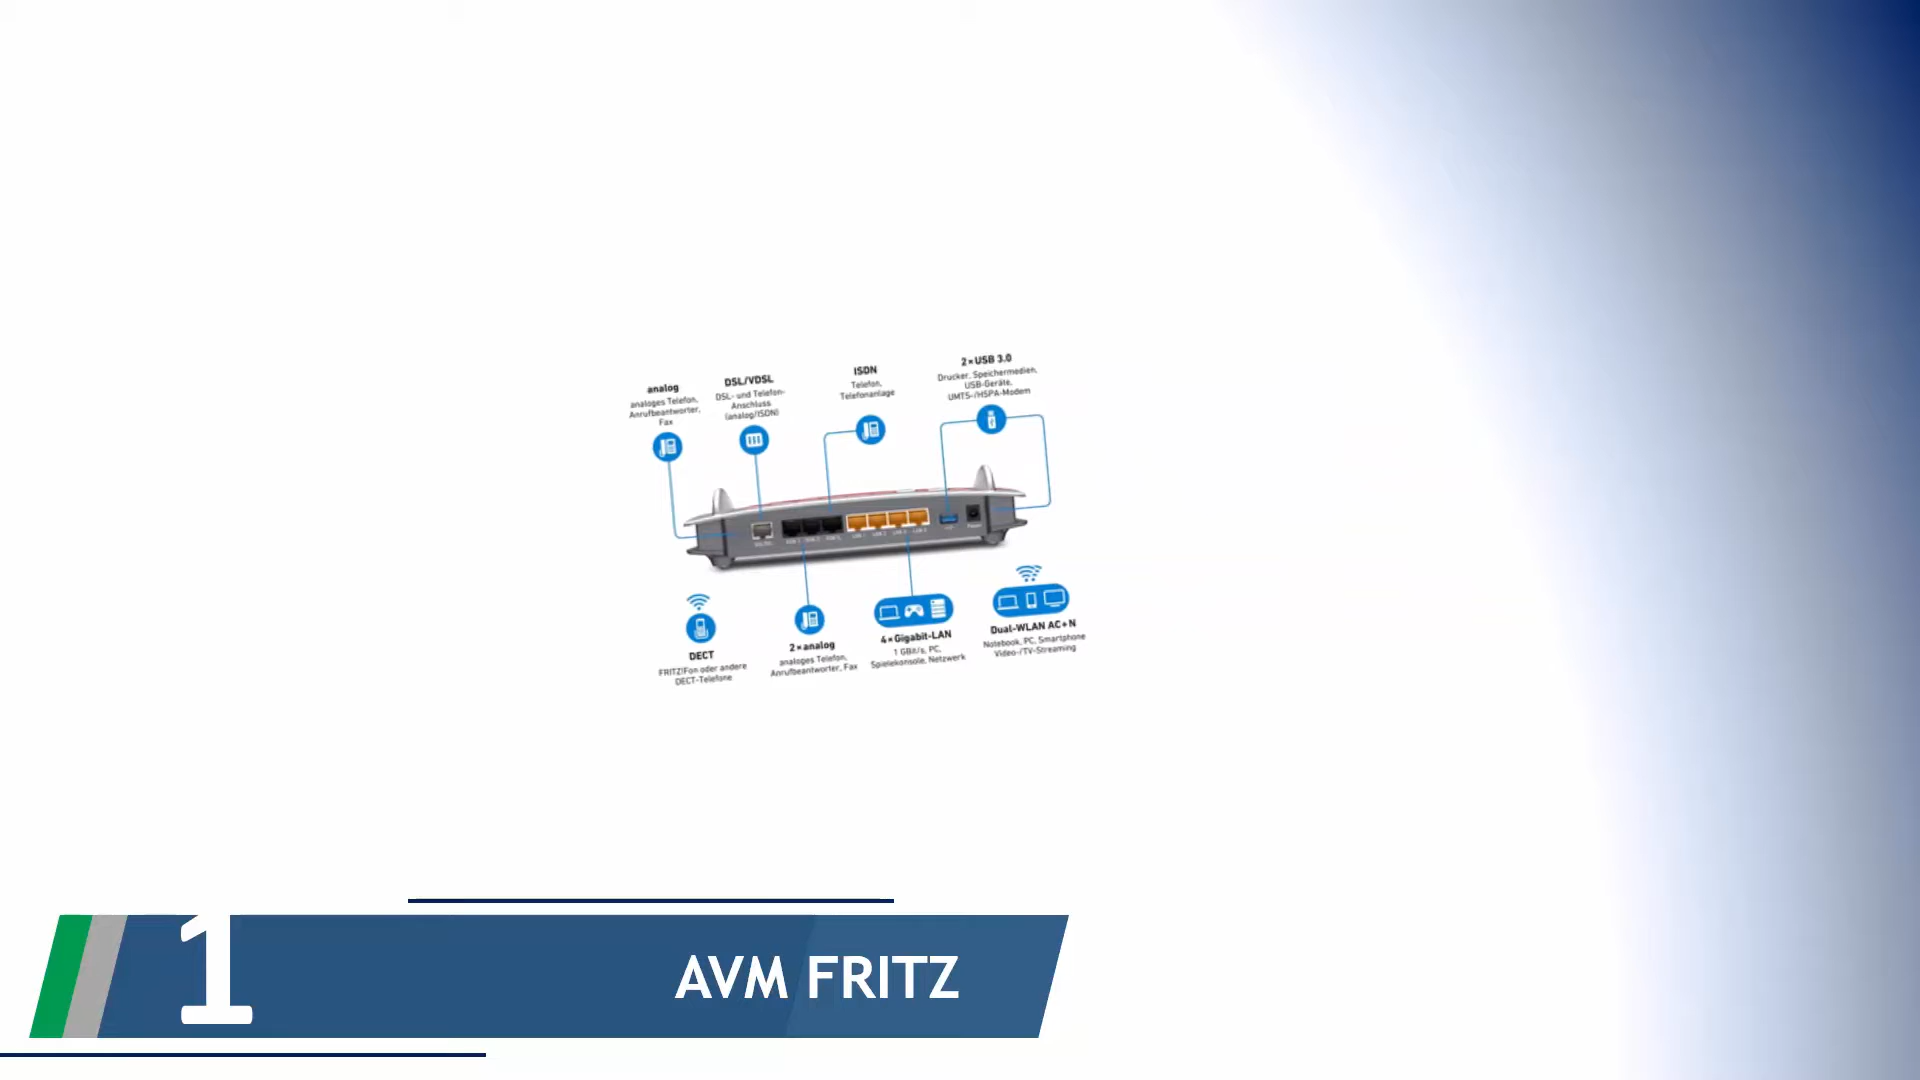 analog
analoges Telefon,
Anrufbeantworter,
Fax
DSL/VDSL
DSL- und Telefon-
Anschluss
(analog/ISDN)
ISDN
Telefon,
Telefonanlage
2×USB 3.0
Drucker, Speichermedien,
USB-Geräte,
UMTS-/HSPA-Modem
Power
DECT
FRITZ!Fon oder andere
DECT-Telefone
2×analog
analoges Telefon,
Anrufbeantworter, Fax
4×Gigabit-LAN
1 GBit/s, PC,
Spielekonsole, Netzwerk
Dual-WLAN AC+N
Notebook, PC, Smartphone
Video-/TV-Streaming
1
AVM FRITZ